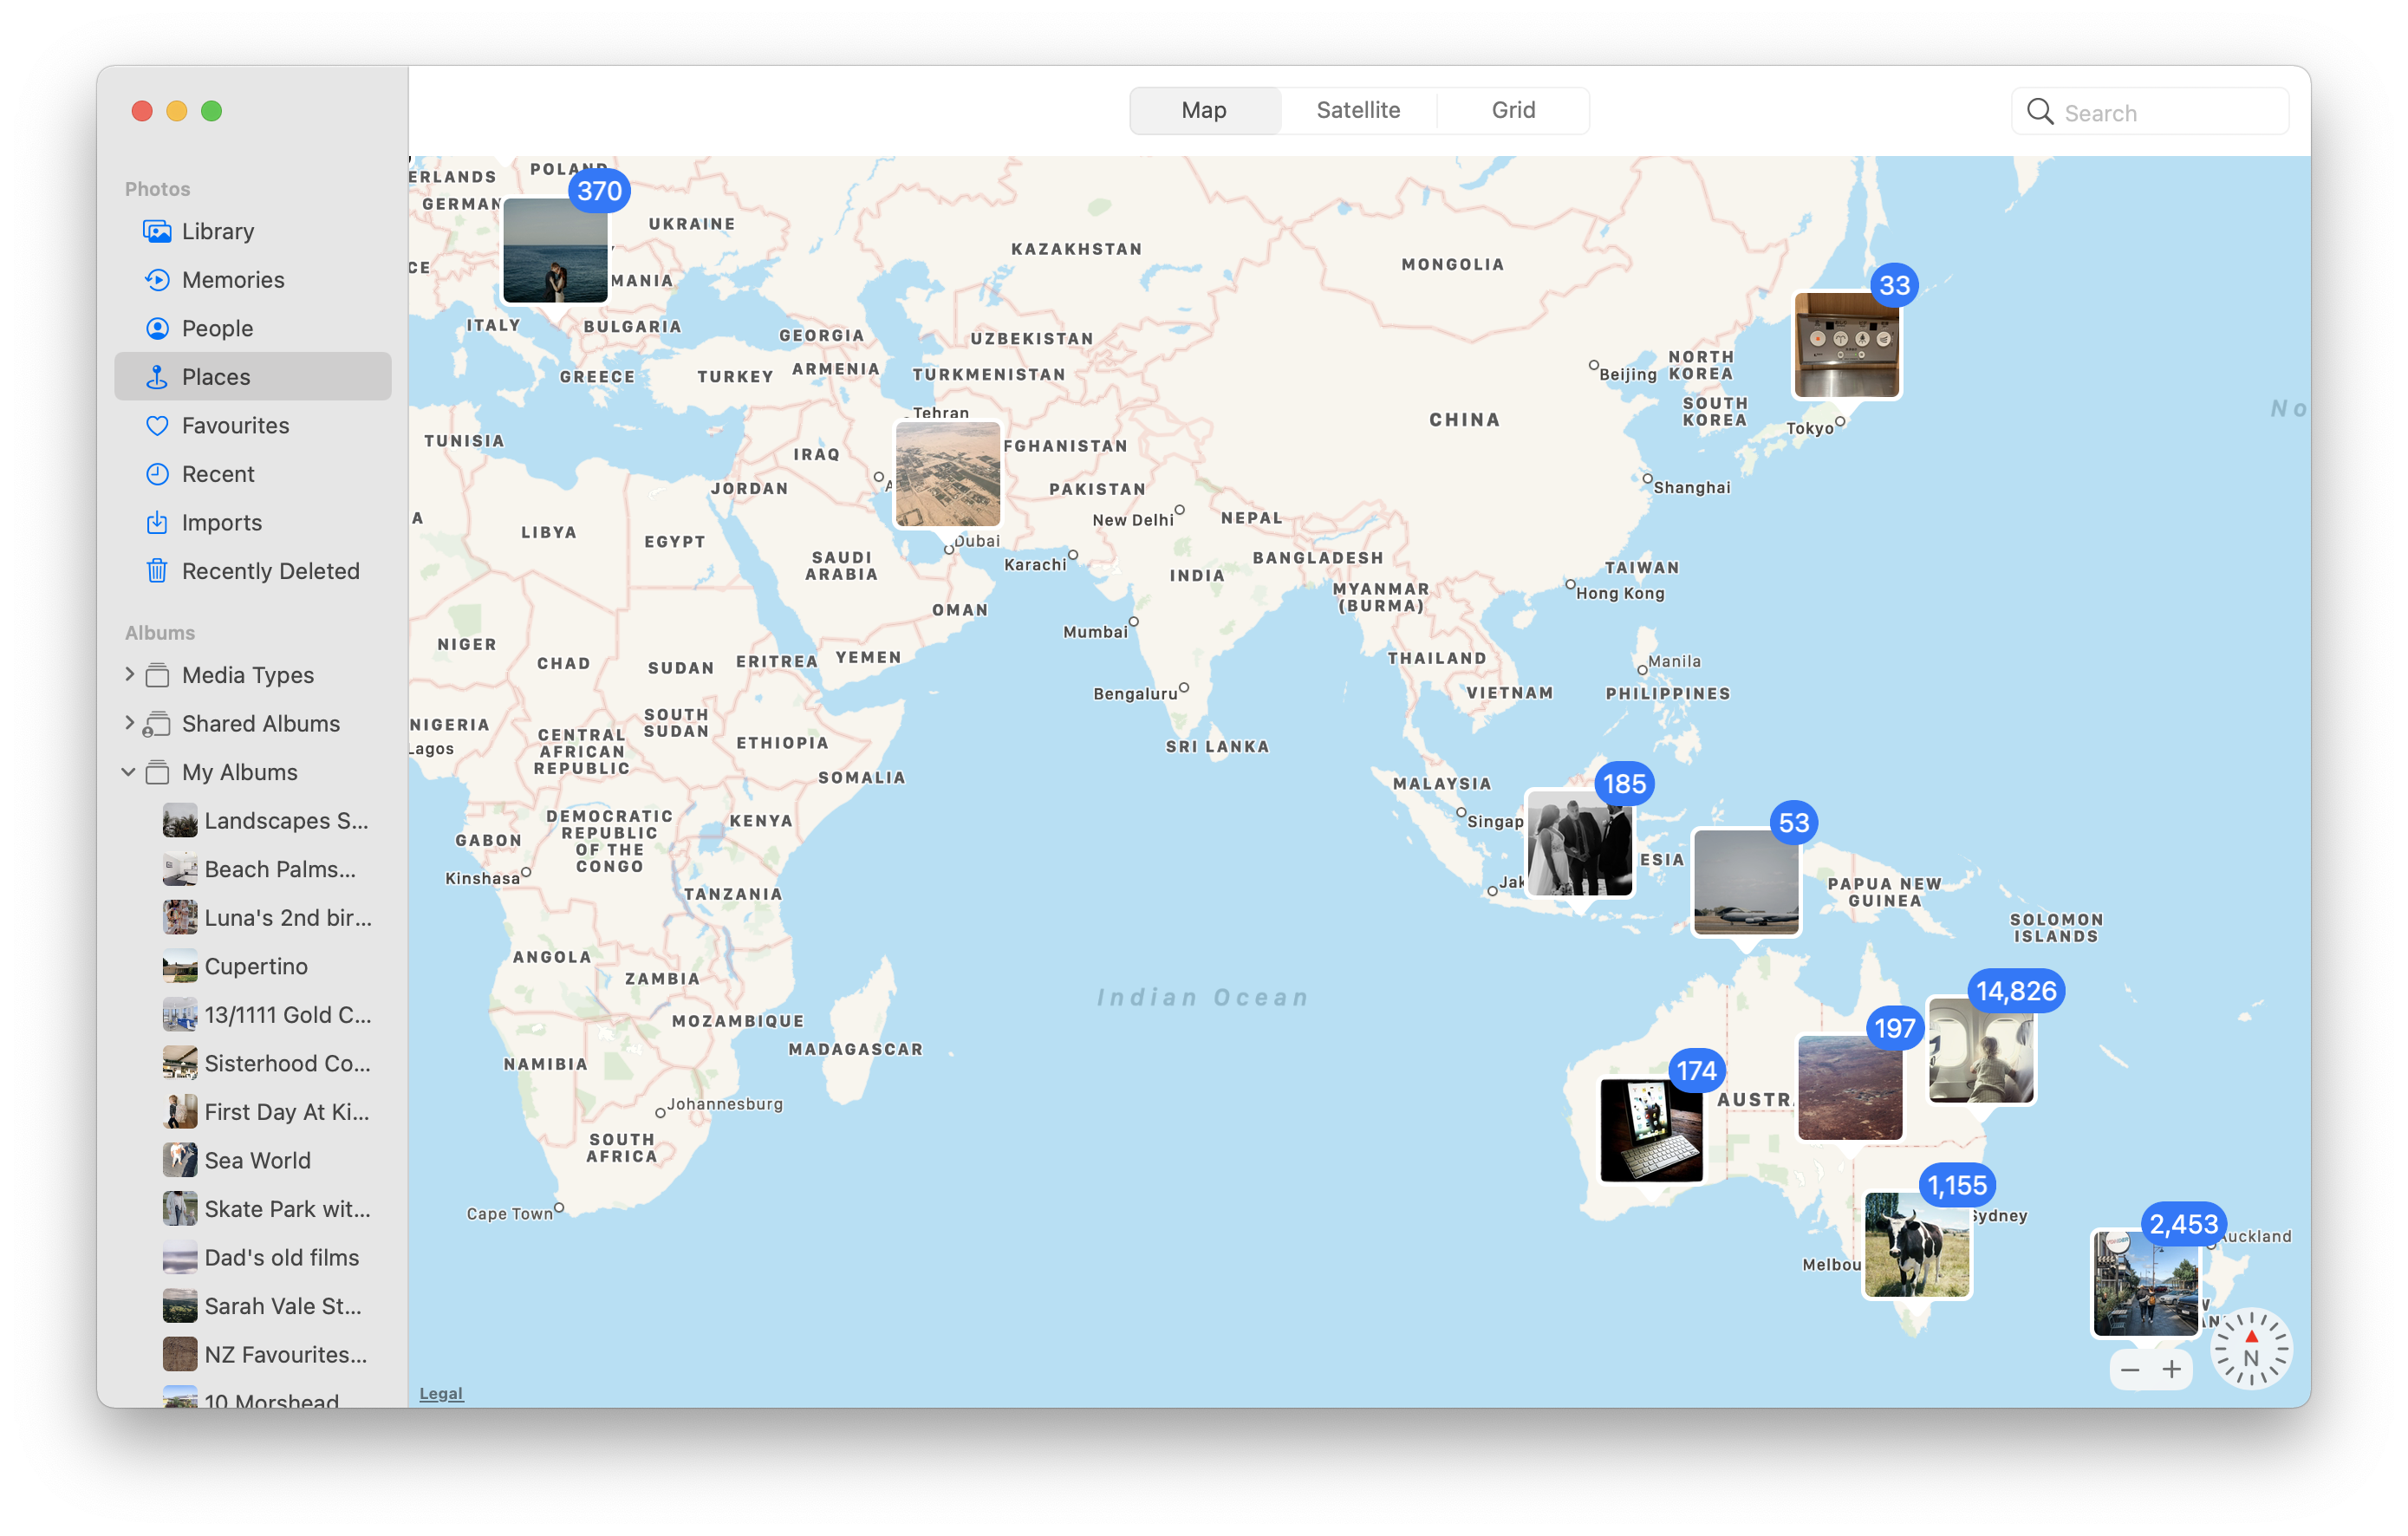 Map
Satellite
Grid
Search
Photos
Library
Memories
People
Places
Favourites
Recent
Imports
Recently Deleted
Albums
Media Types
Shared Albums
My Albums
Landscapes S...
Beach Palms...
Luna's 2nd bir...
Cupertino
13/1111 Gold C...
Sisterhood Co...
First Day At Ki...
Sea World
Skate Park wit...
Dad's old films
Sarah Vale St...
NZ Favourites...
10 Morshead
ERLANDS
POLAND
370
GERMAN
UKRAINE
KAZAKHSTAN
MONGOLIA
CE
MANIA
33
ITALY
BULGARIA
GEORGIA
UZBEKISTAN
GREECE
TURKEY
ARMENIA
TURKMENISTAN
Beijing
NORTH
KOREA
No
Tehran
CHINA
SOUTH
KOREA
Tokyo
TUNISIA
IRAQ
FGHANISTAN
JORDAN
A
PAKISTAN
Shanghai
A
LIBYA
EGYPT
New Delhi
NEPAL
SAUDI
ARABIA
Dubai
Karachi
BANGLADESH
INDIA
TAIWAN
MYANMAR
(BURMA)
Hong Kong
OMAN
Mumbai
NIGER
CHAD
SUDAN
ERITREA
YEMEN
THAILAND
Manila
Bengaluru
VIETNAM
PHILIPPINES
NIGERIA
Lagos
SOUTH
SUDAN
CENTRAL
AFRICAN
REPUBLIC
ETHIOPIA
SRI LANKA
SOMALIA
MALAYSIA
185
DEMOCRATIC
REPUBLIC
OF THE
CONGO
KENYA
Singap
53
GABON
Kinshasa
ESIA
Jak
TANZANIA
PAPUA NEW
GUINEA
SOLOMON
ISLANDS
ANGOLA
ZAMBIA
Indian Ocean
14,826
MOZAMBIQUE
197
MADAGASCAR
NAMIBIA
174
AUSTRA
Johannesburg
SOUTH
AFRICA
1,155
Cape Town
Sydney
2,453
Auckland
Melbou
W
AN
N
Legal